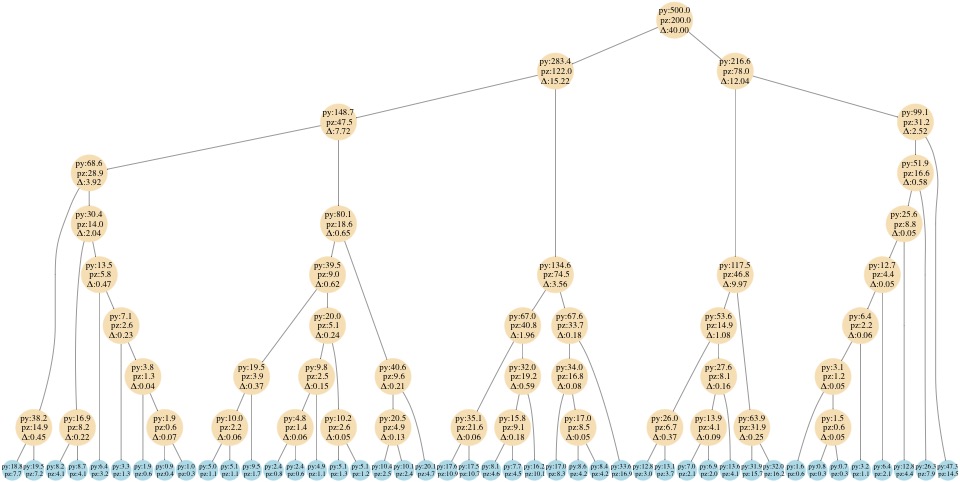 py:500.0
pz:200.0
Δ:40.00
py:283.4
pz:122.0
Δ:15.22
py:216.6
pz:78.0
Δ:12.04
py:148.7
pz:47.5
Δ:7.72
py:99.1
pz:31.2
Δ:2.52
py:68.6
pz:28.9
Δ:3.92
py:51.9
pz:16.6
Δ:0.58
py:30.4
pz:14.0
Δ:2.04
py:80.1
pz:18.6
Δ:0.65
py:25.6
pz:8.8
Δ:0.05
py:13.5
pz:5.8
Δ:0.47
py:39.5
pz:9.0
Δ:0.62
py:134.6
pz:74.5
Δ:3.56
py:117.5
pz:46.8
Δ:9.97
py:12.7
pz:4.4
Δ:0.05
py:7.1
pz:2.6
Δ:0.23
py:20.0
pz:5.1
Δ:0.24
py:67.0
pz:40.8
Δ:1.96
py:67.6
pz:33.7
Δ:0.18
py:53.6
pz:14.9
Δ:1.08
py:6.4
pz:2.2
Δ:0.06
py:3.8
pz:1.3
Δ:0.04
py:19.5
pz:3.9
Δ:0.37
py:9.8
pz:2.5
Δ:0.15
py:40.6
pz:9.6
Δ:0.21
py:32.0
pz:19.2
Δ:0.59
py:34.0
pz:16.8
Δ:0.08
py:27.6
pz:8.1
Δ:0.16
py:3.1
pz:1.2
Δ:0.05
py:38.2
pz:14.9
Δ:0.45
py:16.9
pz:8.2
Δ:0.22
py:1.9
pz:0.6
Δ:0.07
py:10.0
pz:2.2
Δ:0.06
py:4.8
pz:1.4
Δ:0.06
py:10.2
pz:2.6
Δ:0.05
py:20.5
pz:4.9
Δ:0.13
py:35.1
pz:21.6
Δ:0.06
py:15.8
pz:9.1
Δ:0.18
py:17.0
pz:8.5
Δ:0.05
py:26.0
pz:6.7
Δ:0.37
py:13.9
pz:4.1
Δ:0.09
py:63.9
pz:31.9
Δ:0.25
py:1.5
pz:0.6
Δ:0.05
py:18.8
pz:7.7
py:19.5
pz:7.2
py:8.2
pz:4.1
py:8.7
pz:4.1
py:6.4
pz:3.2
py:3.3
pz:1.3
py:1.9
pz:0.6
py:0.9
pz:0.4
py:1.0
pz:0.3
py:5.0
pz:1.1
py:5.1
pz:1.1
py:9.5
pz:1.7
py:2.4
pz:0.8
py:2.4
pz:0.6
py:4.9
pz:1.1
py:5.1
pz:1.3
py:5.1
pz:1.2
py:10.4
pz:2.5
py:10.1
pz:2.4
py:20.1
pz:4.7
py:17.6
pz:10.9
py:17.5
pz:10.7
py:8.1
pz:4.6
py:7.7
pz:4.5
py:16.2
pz:10.1
py:17.0
pz:8.3
py:8.6
pz:4.2
py:8.4
pz:4.2
py:33.6
pz:16.9
py:12.8
pz:3.0
py:13.1
pz:3.7
py:7.0
pz:2.1
py:6.9
pz:2.0
py:13.6
pz:4.1
py:31.9
pz:15.7
py:32.0
pz:16.2
py:1.6
pz:0.6
py:0.8
pz:0.3
py:0.7
pz:0.3
py:3.2
pz:1.1
py:6.4
pz:2.1
py:12.8
pz:4.4
py:26.3
pz:7.9
py:47.3
pz:14.5